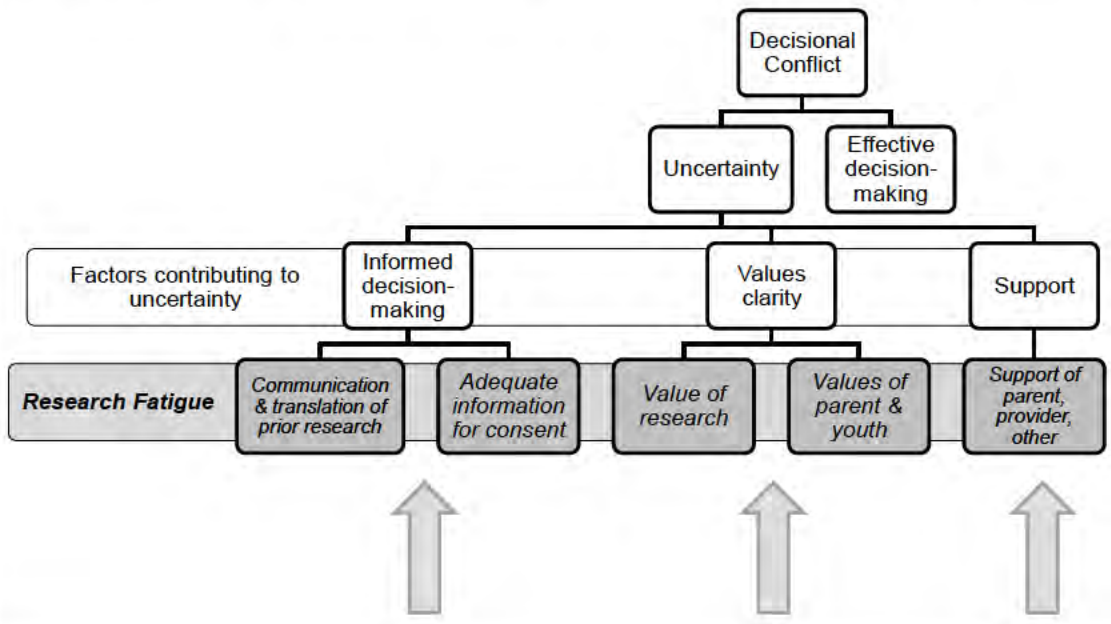 Decisional
Conflict
Uncertainty
Effective
decision-
making
Factors contributing to
uncertainty
Informed
decision-
making
Values
clarity
Support
Research Fatigue
Communication
& translation of
prior research
Adequate
information
for consent
Value of
research
Values of
parent &
youth
Support of
parent,
provider,
other